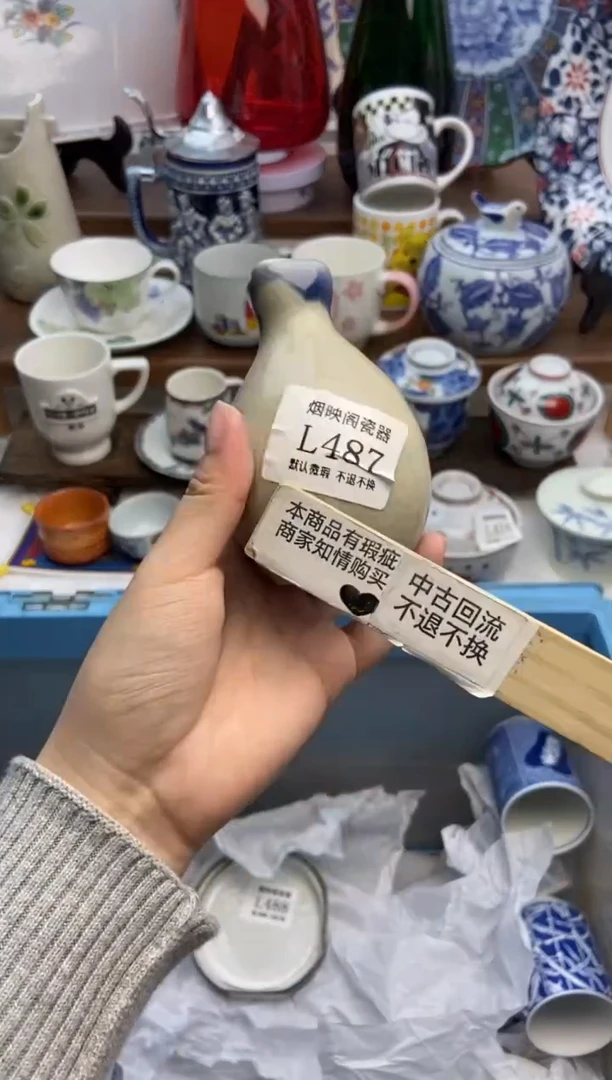 烟映阁瓷器
L487
默认微瑕 不退不换
本商品有瑕疵
商家知情购买
中古回流
不退不换
L488